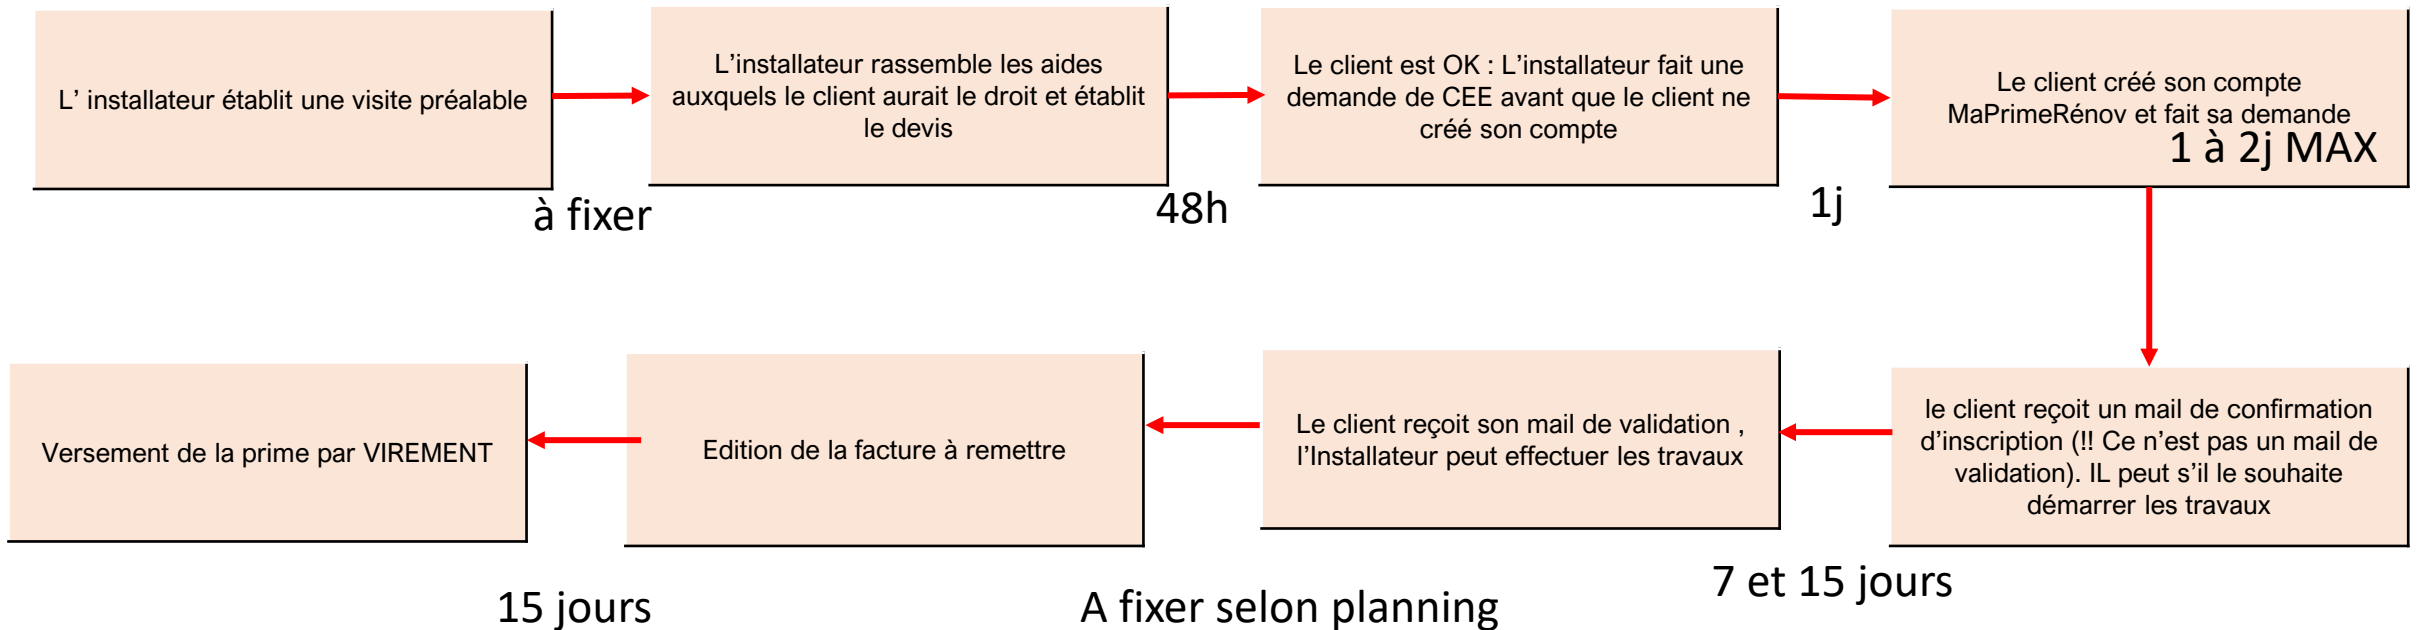 L' installateur établit une visite préalable
à fixer
L'installateur rassemble les aides
auxquels le client aurait le droit et établit
le devis
48h
Le client est OK : L'installateur fait une
demande de CEE avant que le client ne
créé son compte
1j
Le client créé son compte
MaPrimeRénov et fait sa demande
1 à 2j MAX
le client reçoit un mail de confirmation
d'inscription (!! Ce n'est pas un mail de
validation). IL peut s'il le souhaite
démarrer les travaux
7 et 15 jours
Le client reçoit son mail de validation ,
l'Installateur peut effectuer les travaux
A fixer selon planning
Edition de la facture à remettre
15 jours
Versement de la prime par VIREMENT